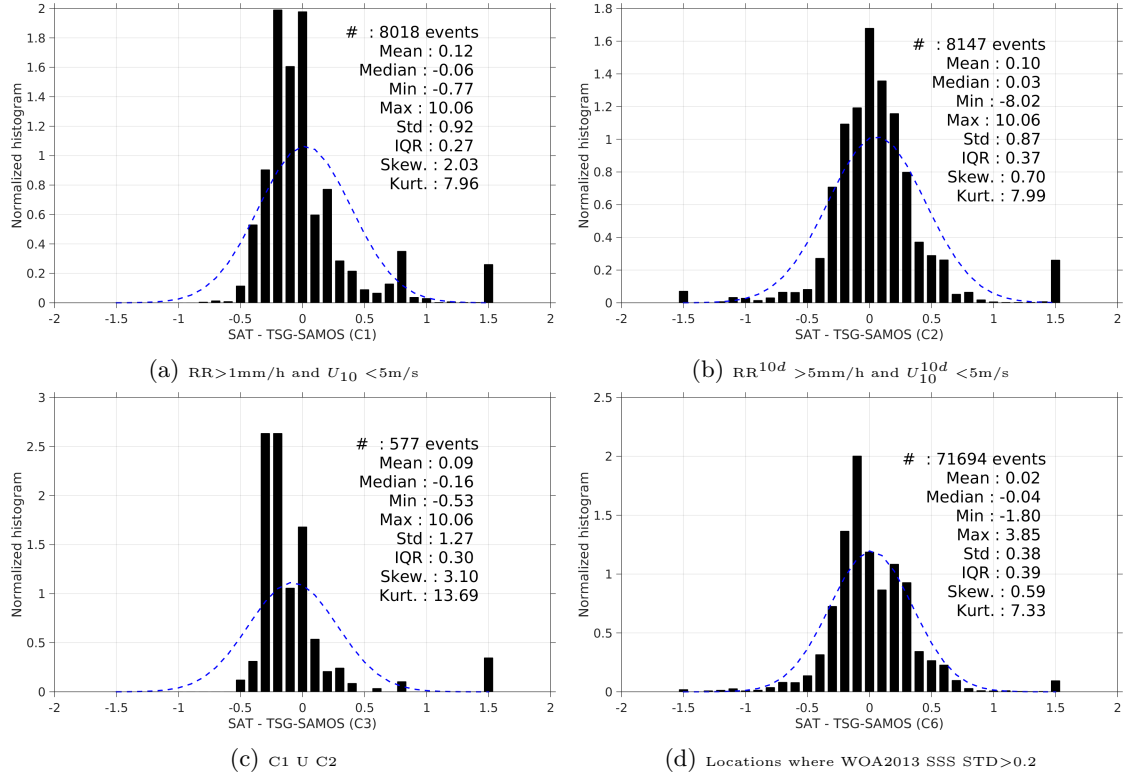 2
1.8
1.6
1.4
1.2
1
0.8
0.6
0.4
0.2
0
Normalized histogram
# : 8018 events
Mean : 0.12
Median : -0.06
Min : -0.77
Max : 10.06
Std : 0.92
IQR : 0.27
Skew. : 2.03
Kurt. : 7.96
-2 -1.5 -1 -0.5 0 0.5 1 1.5 2
SAT - TSG-SAMOS (C1)
(a) RR>1mm/h and U10 <5m/s
1.8
1.6
1.4
1.2
1
0.8
0.6
0.4
0.2
0
Normalized histogram
# : 8147 events
Mean : 0.10
Median : 0.03
Min : -8.02
Max : 10.06
Std : 0.87
IQR : 0.37
Skew. : 0.70
Kurt. : 7.99
-2 -1.5 -1 -0.5 0 0.5 1 1.5 2
SAT - TSG-SAMOS (C2)
(b) RR^10d >5mm/h and U_10^10d <5m/s
3
2.5
2
1.5
1
0.5
0
Normalized histogram
# : 577 events
Mean : 0.09
Median : -0.16
Min : -0.53
Max : 10.06
Std : 1.27
IQR : 0.30
Skew. : 3.10
Kurt. : 13.69
-2 -1.5 -1 -0.5 0 0.5 1 1.5 2
SAT - TSG-SAMOS (C3)
(c) C1 U C2
2.5
2
1.5
1
0.5
0
Normalized histogram
# : 71694 events
Mean : 0.02
Median : -0.04
Min : -1.80
Max : 3.85
Std : 0.38
IQR : 0.39
Skew. : 0.59
Kurt. : 7.33
-2 -1.5 -1 -0.5 0 0.5 1 1.5 2
SAT - TSG-SAMOS (C6)
(d) Locations where WOA2013 SSS STD>0.2